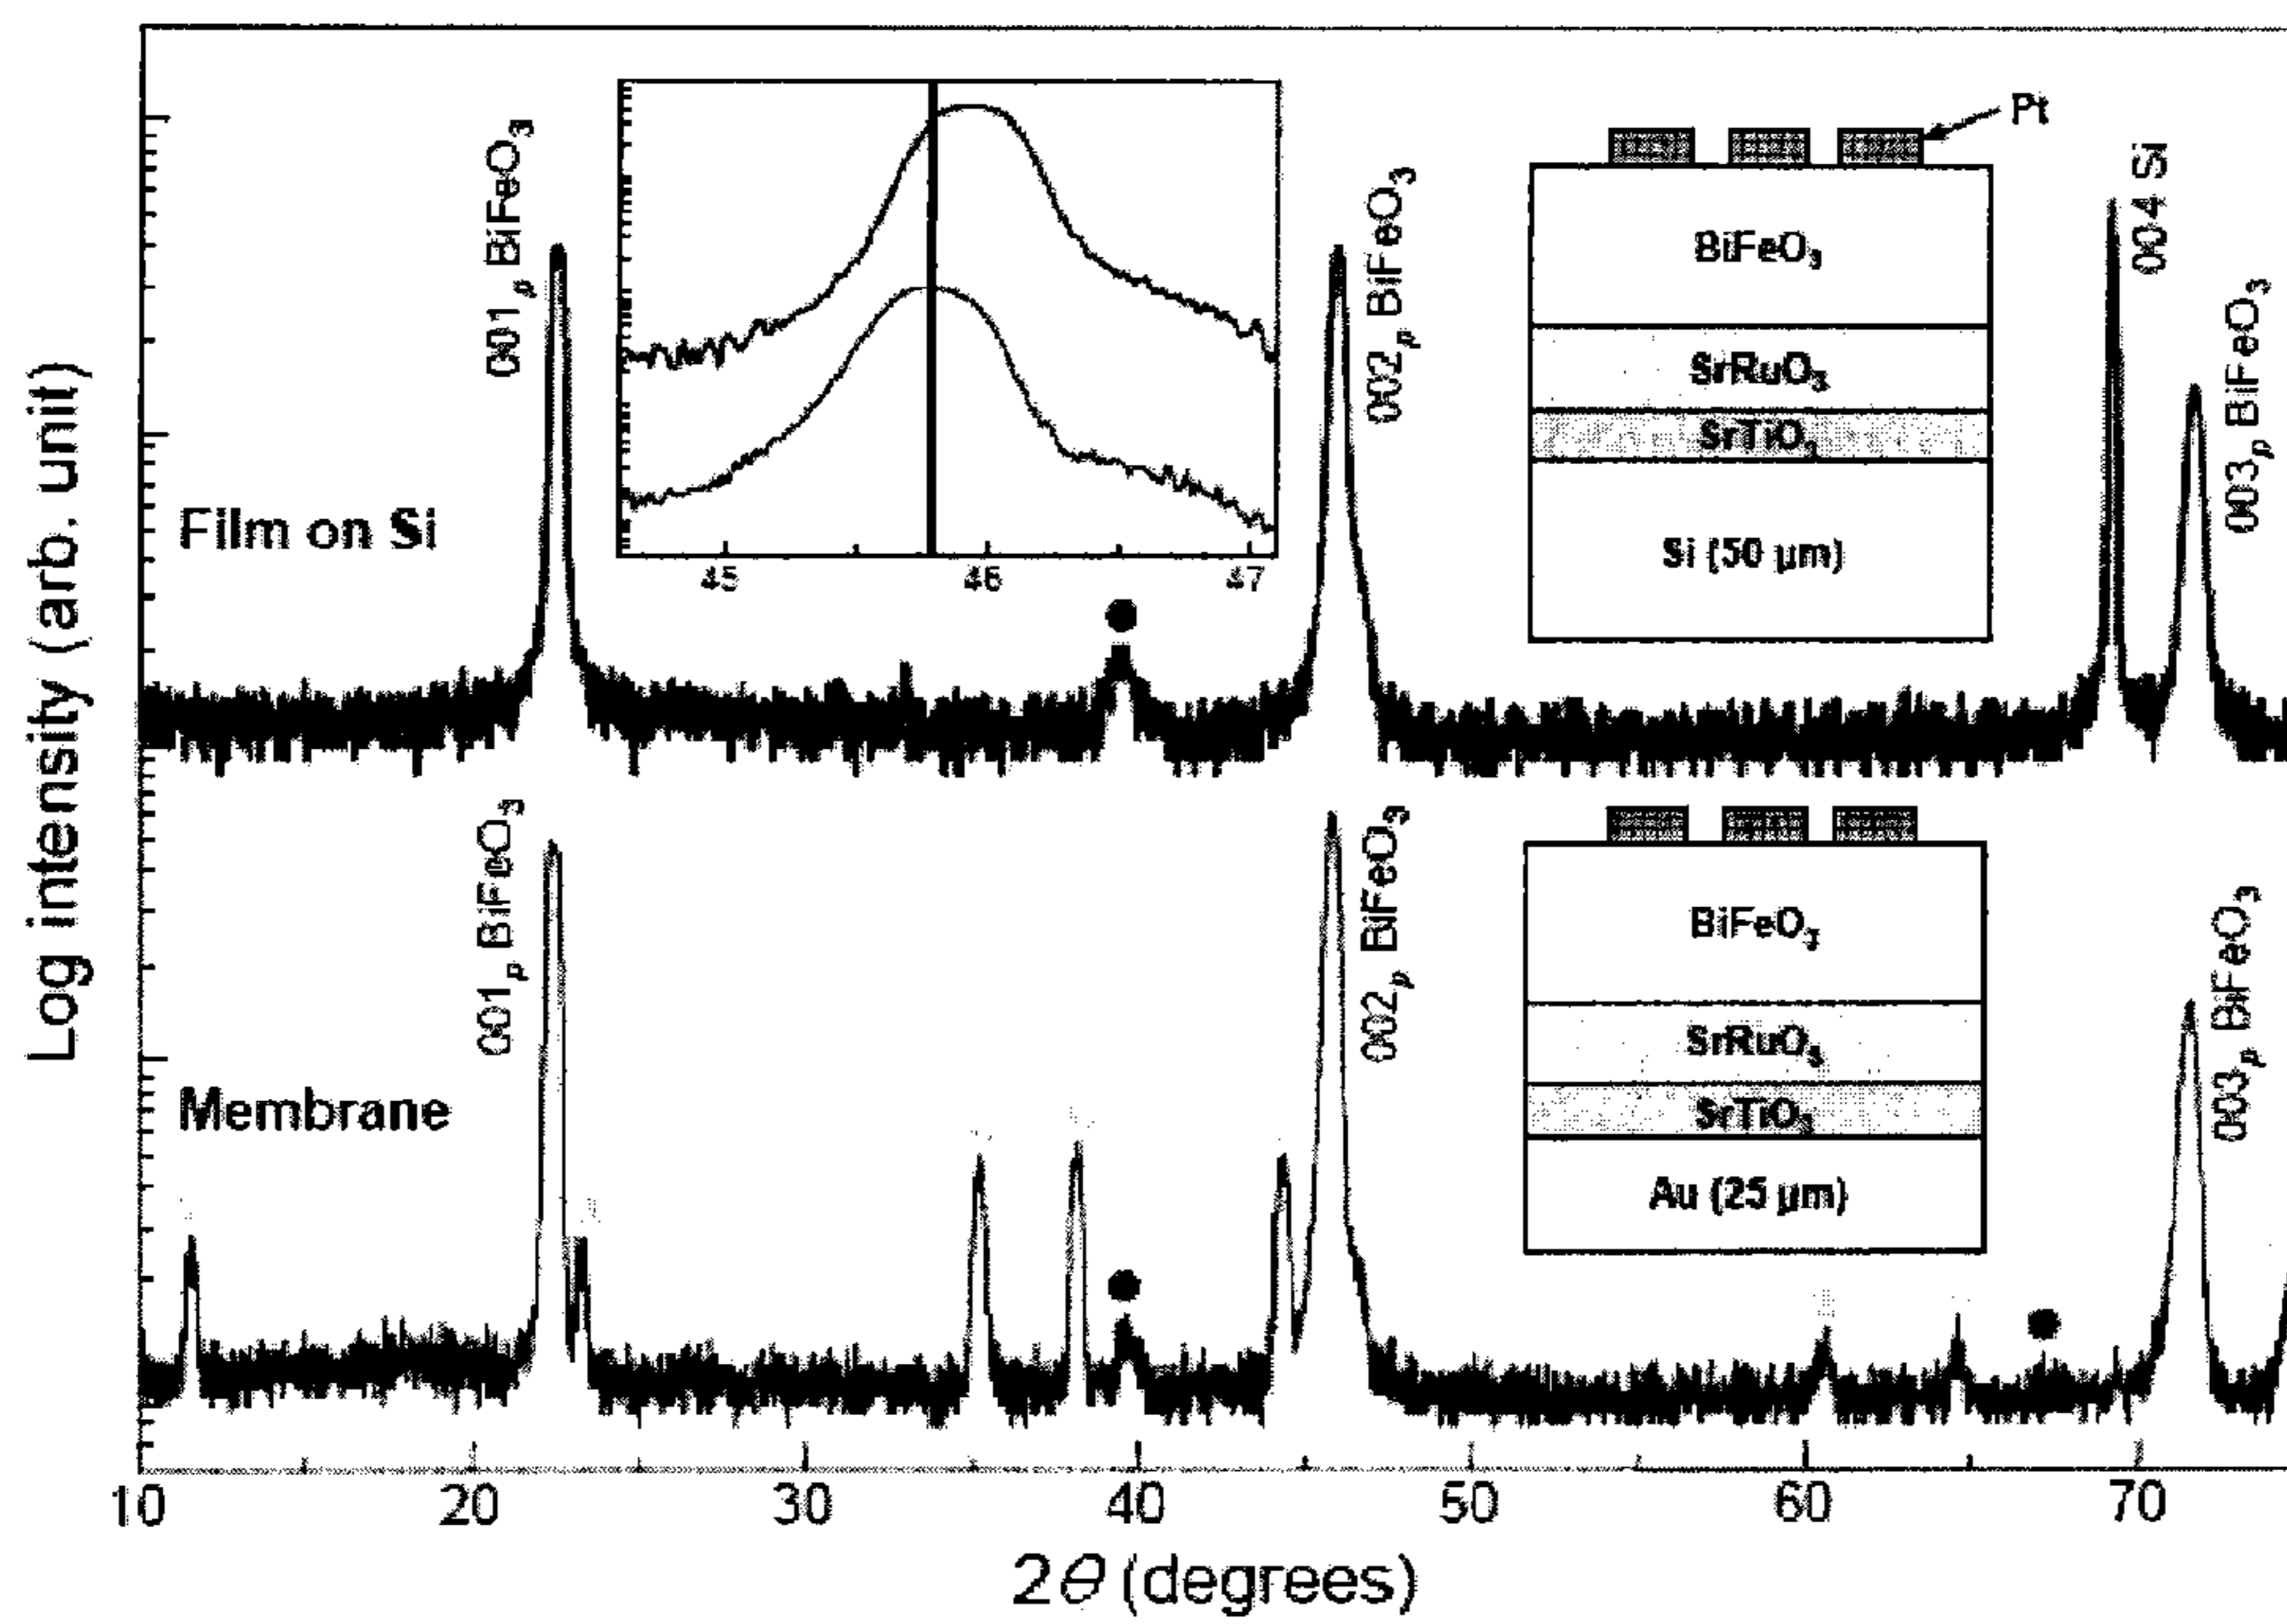 Log intensity (arb. unit)
Film on Si
001p BiFeO3
45 46 47
002p BiFeO3
Pt
BiFeO3
SrRuO3
SrTiO3
Si (50 µm)
004 Si
003p BiFeO3
Membrane
001p BiFeO3
002p BiFeO3
BiFeO3
SrRuO3
SrTiO3
Au (25 µm)
003p BiFeO3
10 20 30 40 50 60 70
2θ (degrees)